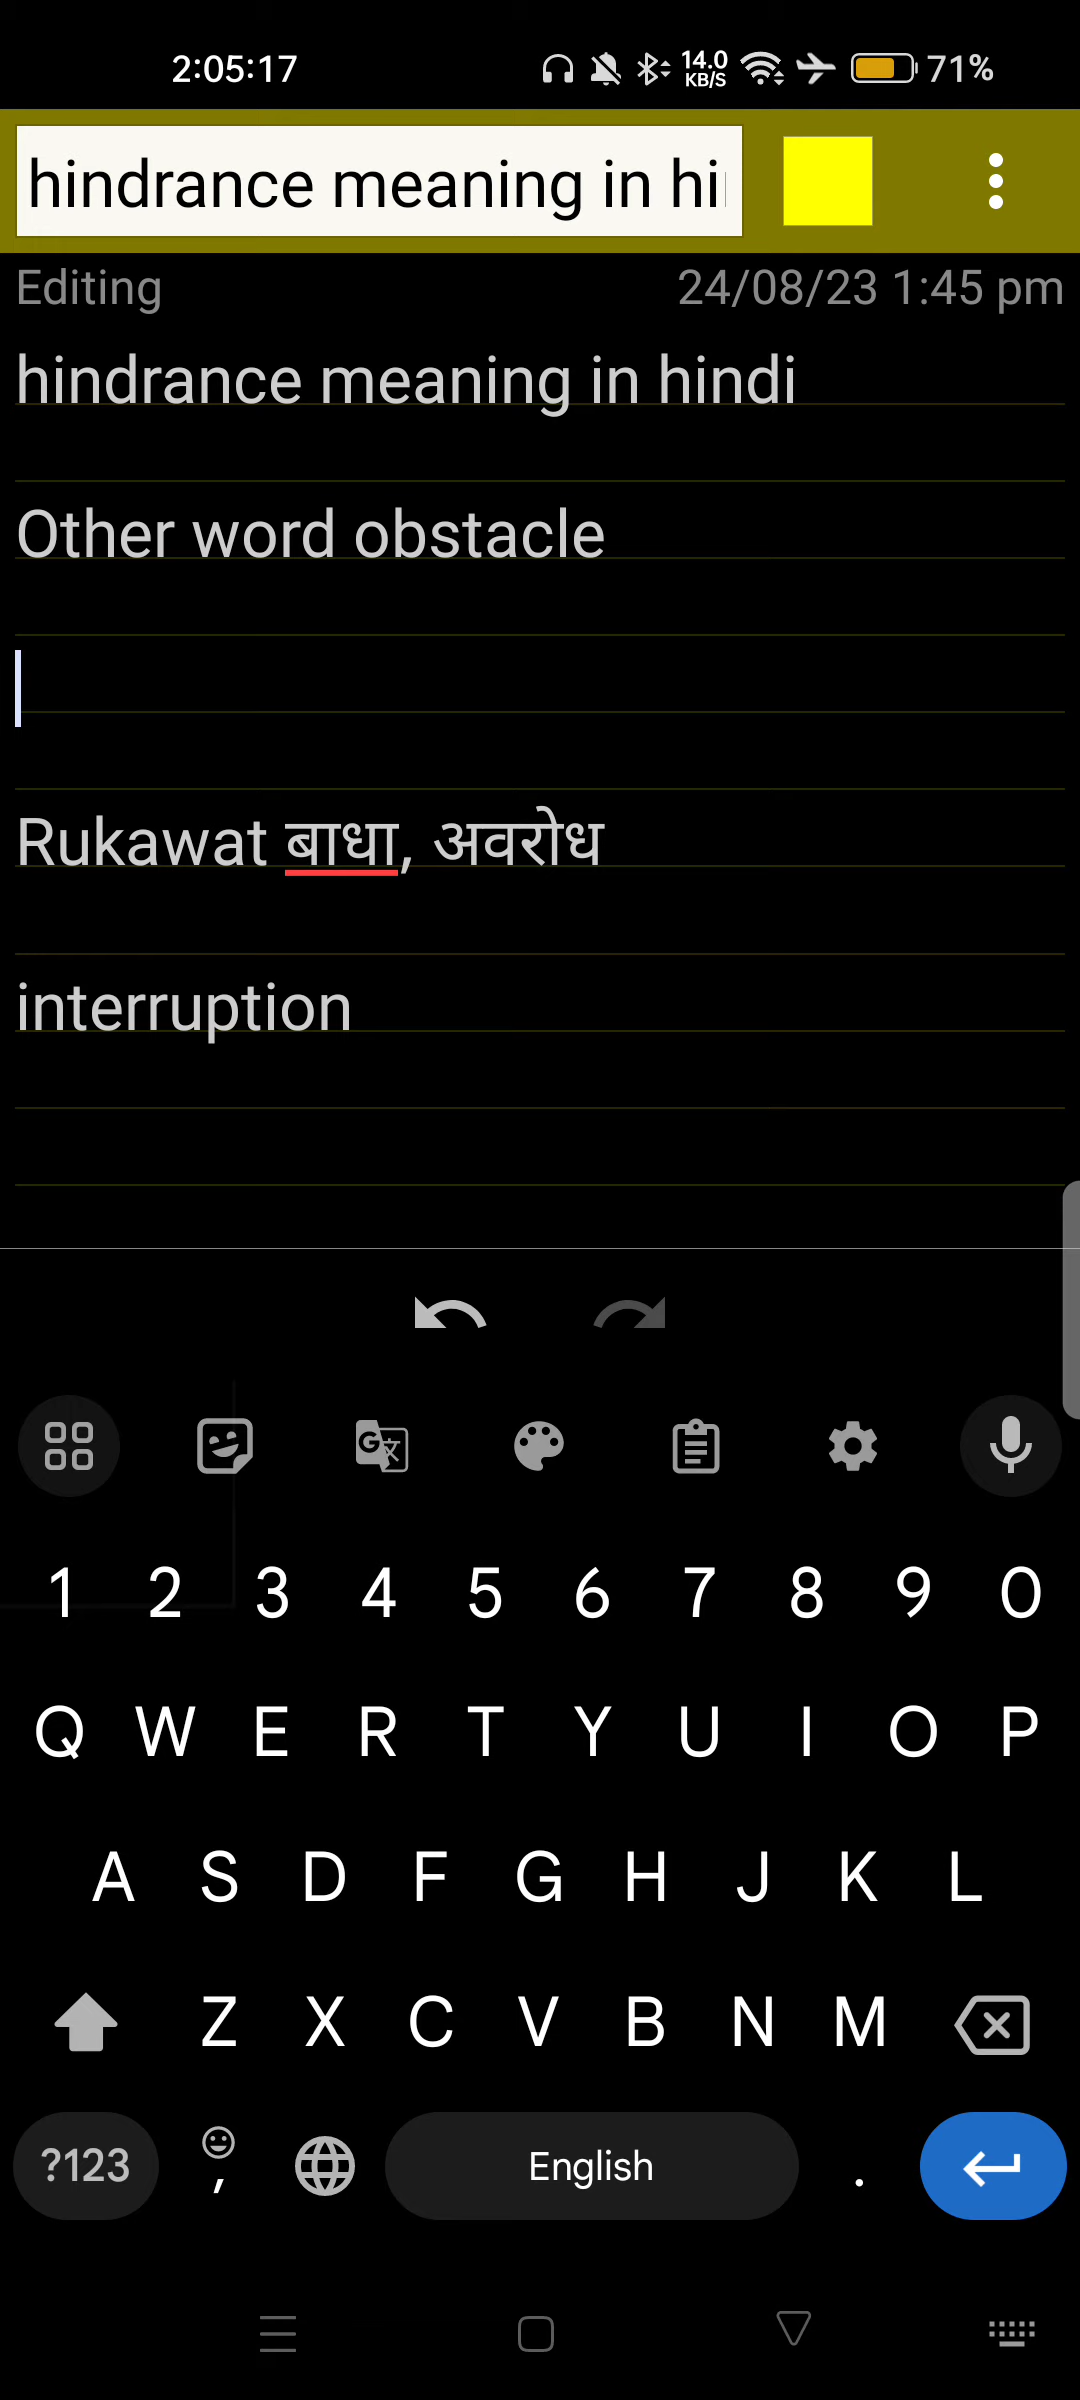 2:05:17 14.0 KB/S 71%
hindrance meaning in hi
Editing 24/08/23 1:45 pm
hindrance meaning in hindi
Other word obstacle
Rukawat बाधा, अवरोध
interruption
1 2 3 4 5 6 7 8 9 0
Q W E R T Y U I O P
A S D F G H J K L
Z X C V B N M
?123 , English .